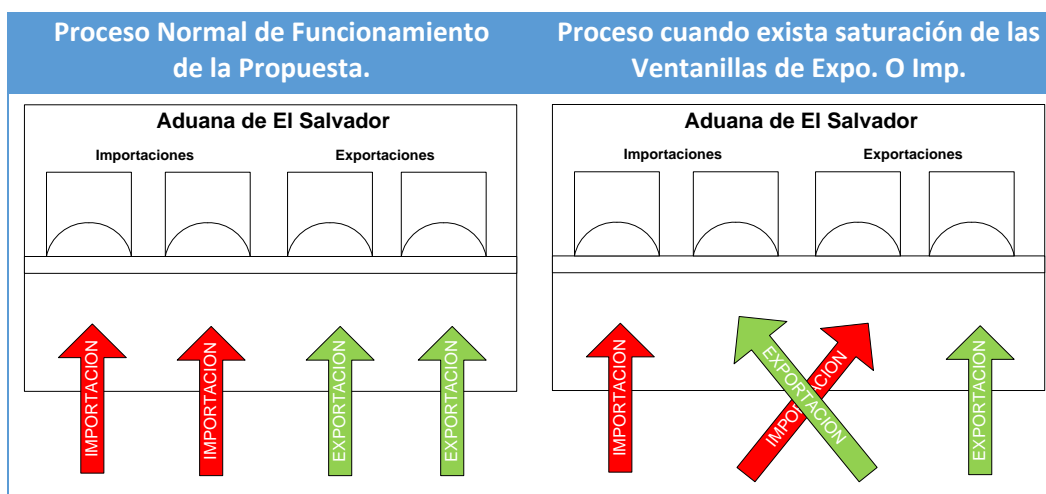 Proceso Normal de Funcionamiento
de la Propuesta.
Proceso cuando exista saturación de las
Ventanillas de Expo. O Imp.
Aduana de El Salvador
Importaciones
Exportaciones
IMPORTACION
IMPORTACION
EXPORTACION
EXPORTACION
Aduana de El Salvador
Importaciones
Exportaciones
IMPORTACION
EXPORTACION
IMPORTACION
EXPORTACION